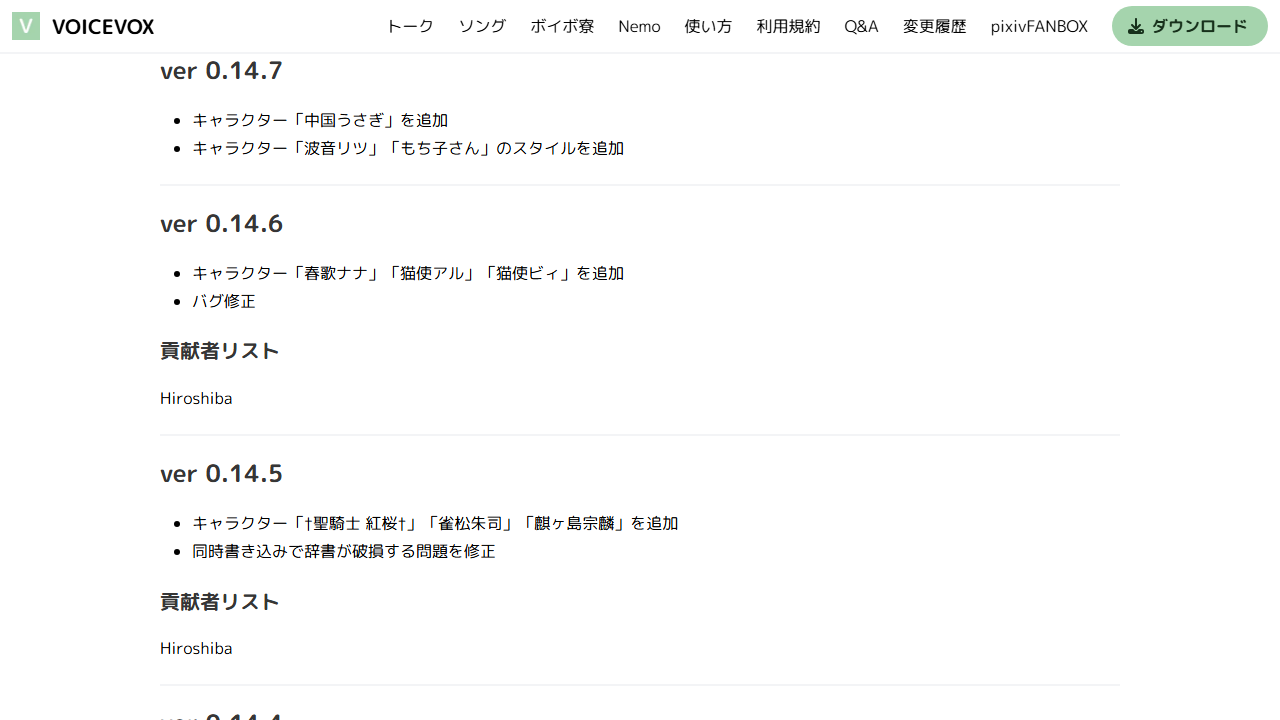 V VOICEVOX トーク ソング ボイボ寮 Nemo 使い方 利用規約 Q&A 変更履歴 pixivFANBOX ダウンロード
ver 0.14.7
キャラクター「中国うさぎ」を追加
キャラクター「波音リツ」「もち子さん」のスタイルを追加
ver 0.14.6
キャラクター「春歌ナナ」「猫使アル」「猫使ビィ」を追加
バグ修正
貢献者リスト
Hiroshiba
ver 0.14.5
キャラクター「†聖騎士 紅桜†」「雀松朱司」「麒ヶ島宗麟」を追加
同時書き込みで辞書が破損する問題を修正
貢献者リスト
Hiroshiba
ver 0.14.4